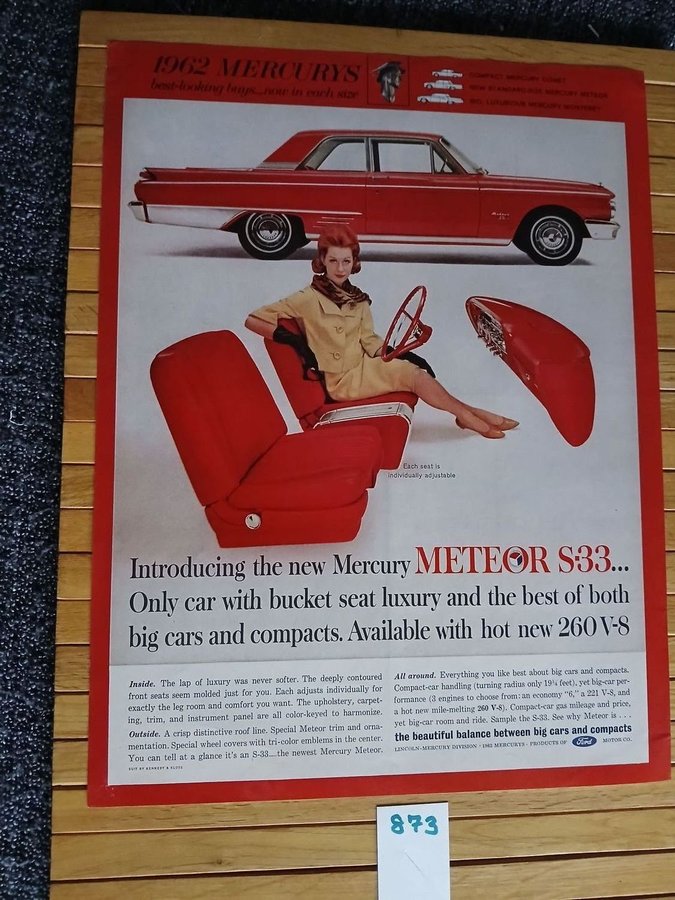 1962 MERCURYS
best-looking buys...now in each size
COMPACT MERCURY COMET
NEW STANDARD-SIZE MERCURY METEOR
BIG, LUXURIOUS MERCURY MONTEREY
Meteor
Each seat is
individually adjustable
Introducing the new Mercury METEOR S-33...
Only car with bucket seat luxury and the best of both
big cars and compacts. Available with hot new 260 V-8
Inside. The lap of luxury was never softer. The deeply contoured
front seats seem molded just for you. Each adjusts individually for
exactly the leg room and comfort you want. The upholstery, carpet-
ing, trim, and instrument panel are all color-keyed to harmonize.
Outside. A crisp distinctive roof line. Special Meteor trim and orna-
mentation. Special wheel covers with tri-color emblems in the center.
You can tell at a glance it's an S-33—the newest Mercury Meteor.
All around. Everything you like best about big cars and compacts.
Compact-car handling (turning radius only 19¾ feet), yet big-car per-
formance (3 engines to choose from: an economy "6," a 221 V-8, and
a hot new mile-melting 260 V-8). Compact-car gas mileage and price,
yet big-car room and ride. Sample the S-33. See why Meteor is . . .
the beautiful balance between big cars and compacts
LINCOLN-MERCURY DIVISION · 1962 MERCURYS · PRODUCTS OF Ford MOTOR CO.
873